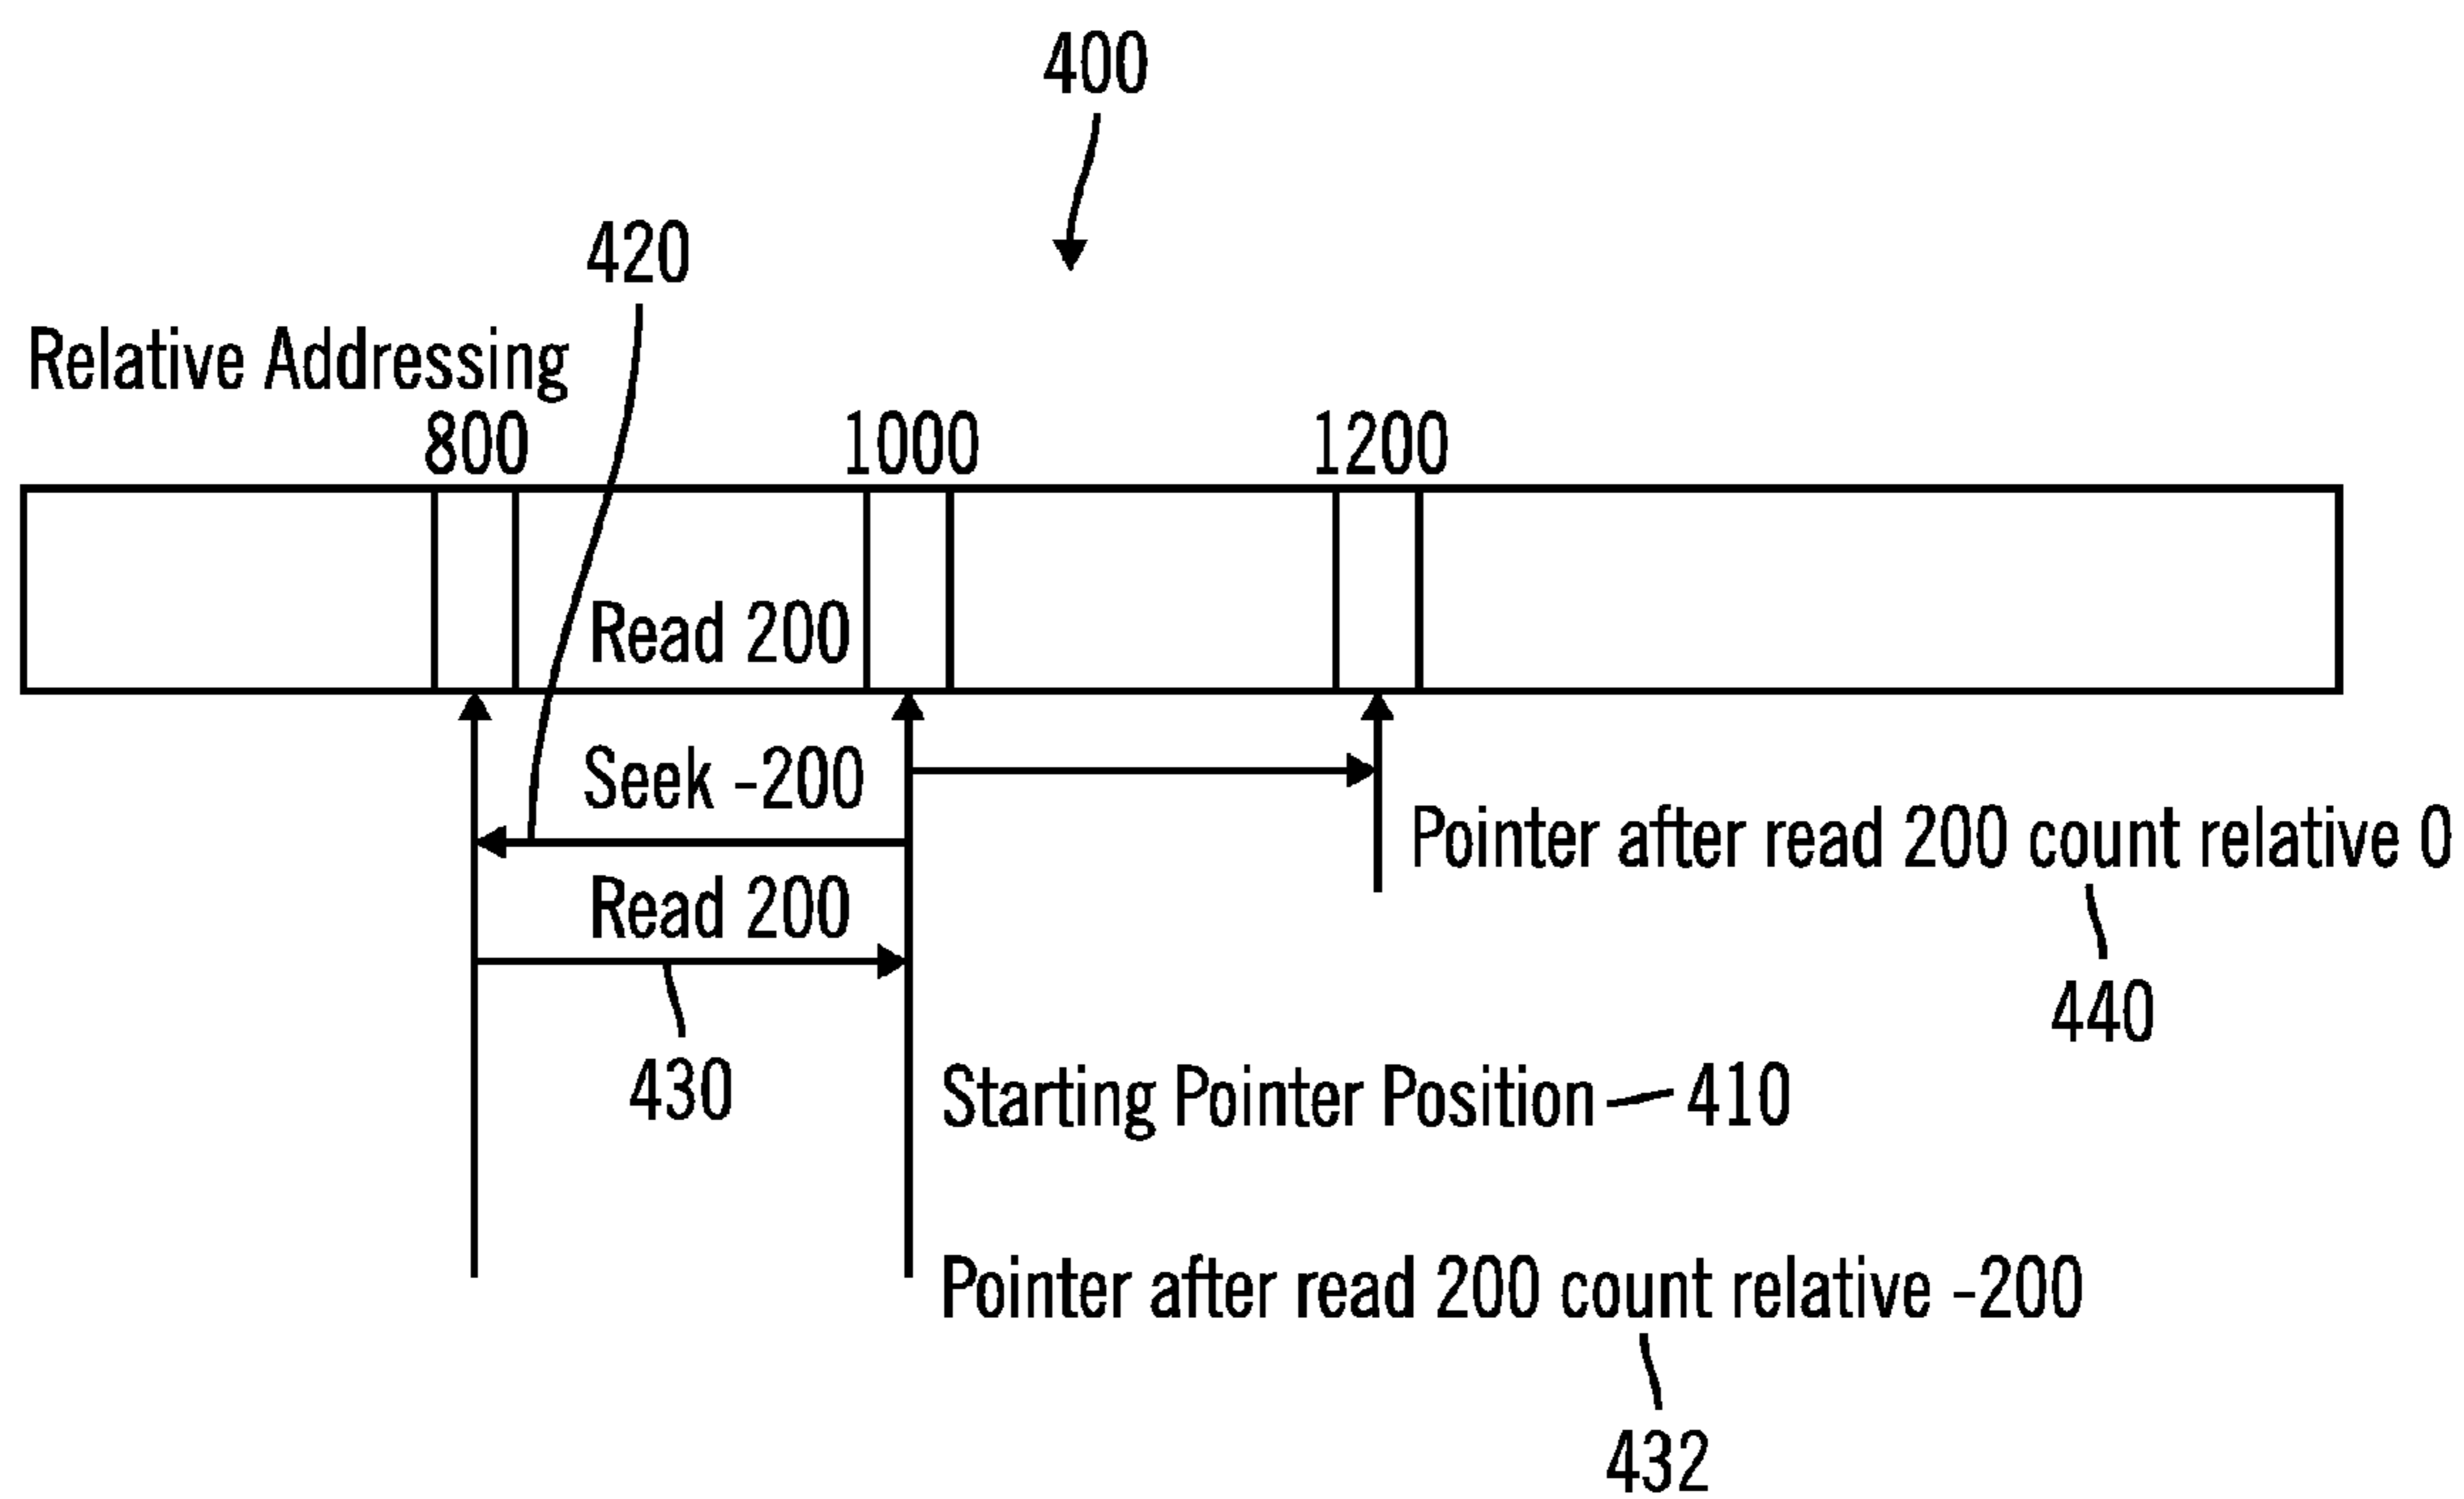 400
420
Relative Addressing
800
1000
1200
Read 200
Seek -200
Pointer after read 200 count relative 0
Read 200
440
430
Starting Pointer Position
410
Pointer after read 200 count relative -200
432